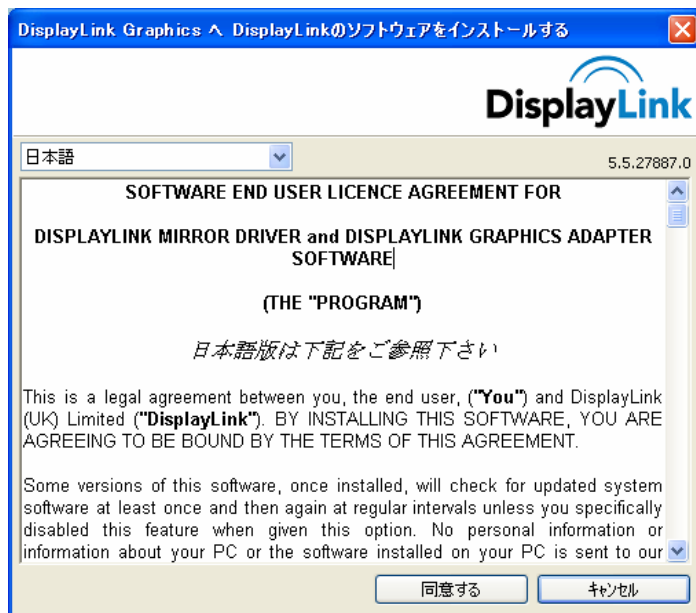 DisplayLink Graphics へ DisplayLinkのソフトウェアをインストールする
DisplayLink
日本語
5.5.27887.0
SOFTWARE END USER LICENCE AGREEMENT FOR
DISPLAYLINK MIRROR DRIVER and DISPLAYLINK GRAPHICS ADAPTER
SOFTWARE
(THE "PROGRAM")
日本語版は下記をご参照下さい
This is a legal agreement between you, the end user, ("You") and DisplayLink
(UK) Limited ("DisplayLink"). BY INSTALLING THIS SOFTWARE, YOU ARE
AGREEING TO BE BOUND BY THE TERMS OF THIS AGREEMENT.
Some versions of this software, once installed, will check for updated system
software at least once and then again at regular intervals unless you specifically
disabled this feature when given this option. No personal information or
information about your PC or the software installed on your PC is sent to our
同意する
キャンセル